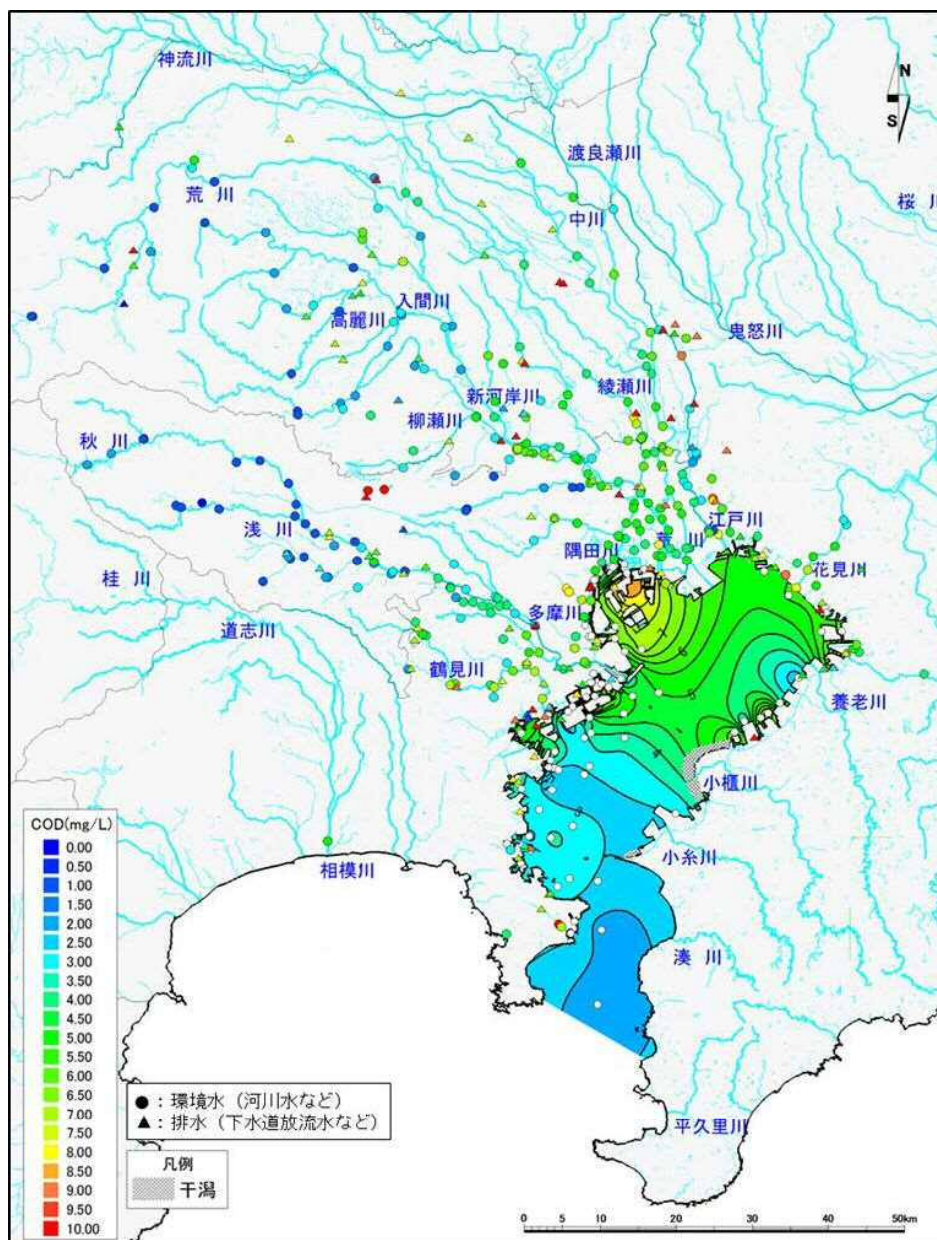 神流川
N
S
渡良瀬川
荒 川
中川
桜 川
入間川
高麗川
鬼怒川
綾瀬川
新河岸川
柳瀬川
秋 川
江戸川
浅 川
隅田川
荒 川
花見川
桂 川
多摩川
道志川
鶴見川
養老川
小櫃川
小糸川
相模川
湊 川
平久里川
COD(mg/L)
0.00
0.50
1.00
1.50
2.00
2.50
3.00
3.50
4.00
4.50
5.00
5.50
6.00
6.50
7.00
7.50
8.00
8.50
9.00
9.50
10.00
●：環境水（河川水など）
▲：排水（下水道放流水など）
凡例
干潟
0 5 10 20 30 40 50km